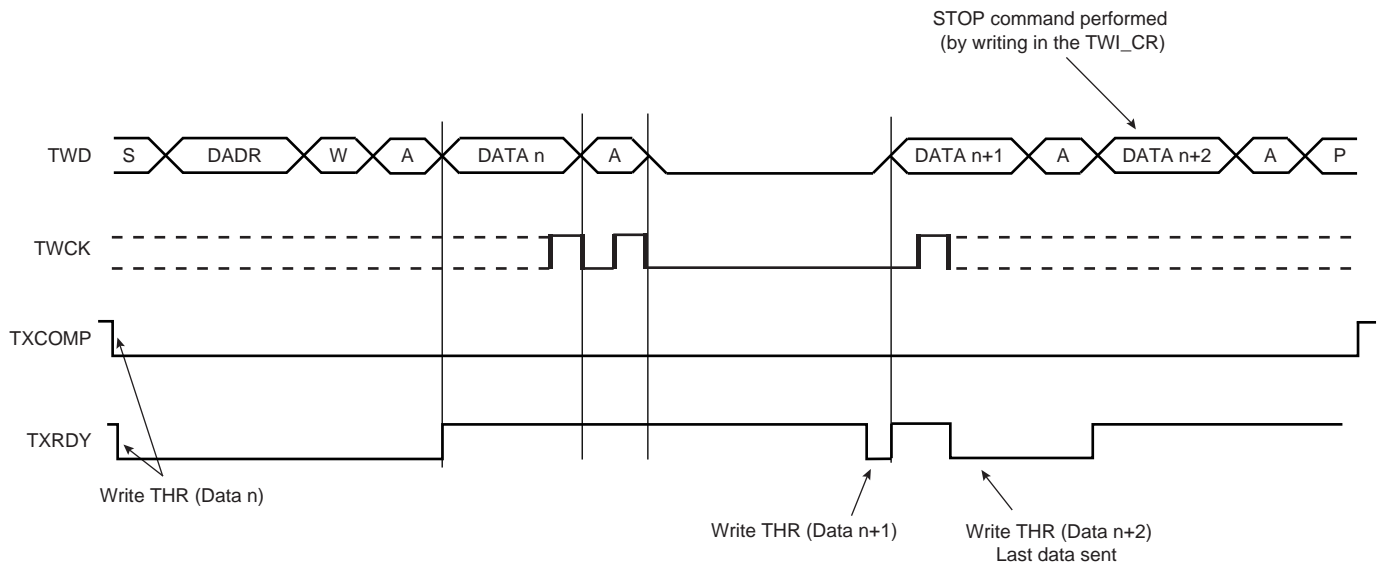 STOP command performed
(by writing in the TWI_CR)
TWD S DADR W A DATA n A DATA n+1 A DATA n+2 A P
TWCK
TXCOMP
TXRDY
Write THR (Data n)
Write THR (Data n+1)
Write THR (Data n+2)
Last data sent